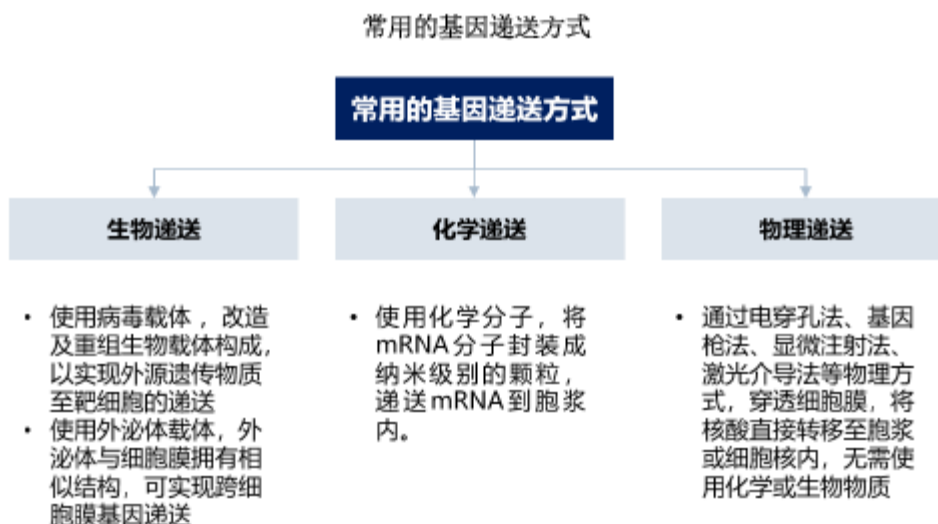 常用的基因递送方式
常用的基因递送方式
生物递送
化学递送
物理递送
• 使用病毒载体，改造
及重组生物载体构成，
以实现外源遗传物质
至靶细胞的递送
• 使用外泌体载体，外
泌体与细胞膜拥有相
似结构，可实现跨细
胞膜基因递送
• 使用化学分子，将
mRNA分子封装成
纳米级别的颗粒，
递送mRNA到胞浆
内。
• 通过电穿孔法、基因
枪法、显微注射法、
激光介导法等物理方
式，穿透细胞膜，将
核酸直接转移至胞浆
或细胞核内，无需使
用化学或生物物质